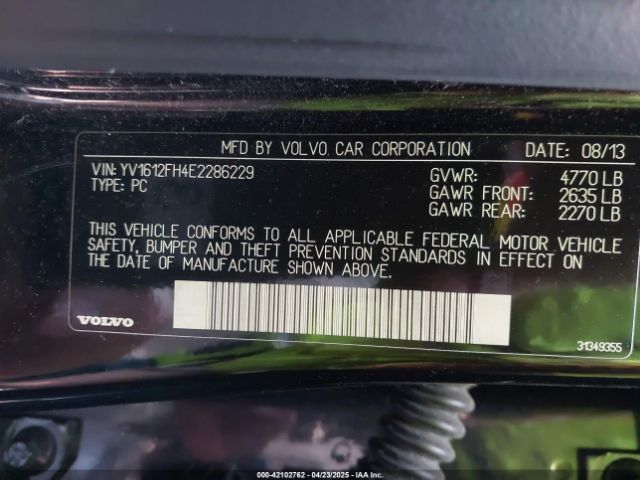 MFD BY VOLVO CAR CORPORATION DATE: 08/13
VIN: YV1612FH4E2286229 GVWR: 4770 LB
TYPE: PC GAWR FRONT: 2635 LB
GAWR REAR: 2270 LB
THIS VEHICLE CONFORMS TO ALL APPLICABLE FEDERAL MOTOR VEHICLE
SAFETY, BUMPER AND THEFT PREVENTION STANDARDS IN EFFECT ON
THE DATE OF MANUFACTURE SHOWN ABOVE.
VOLVO 31349355
000-42102762 - 04/23/2025 - IAA Inc.